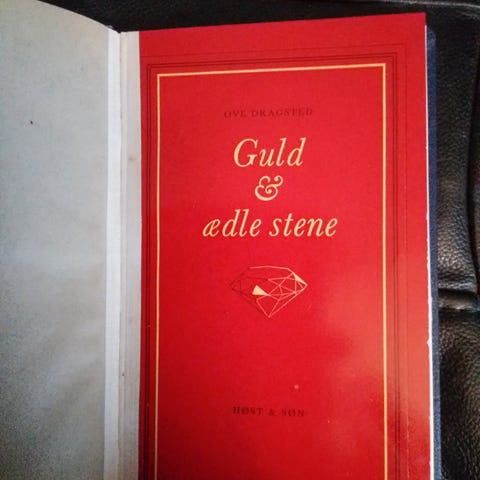 OVE DRAGSTED
Guld
&
ædle stene
HØST & SØN